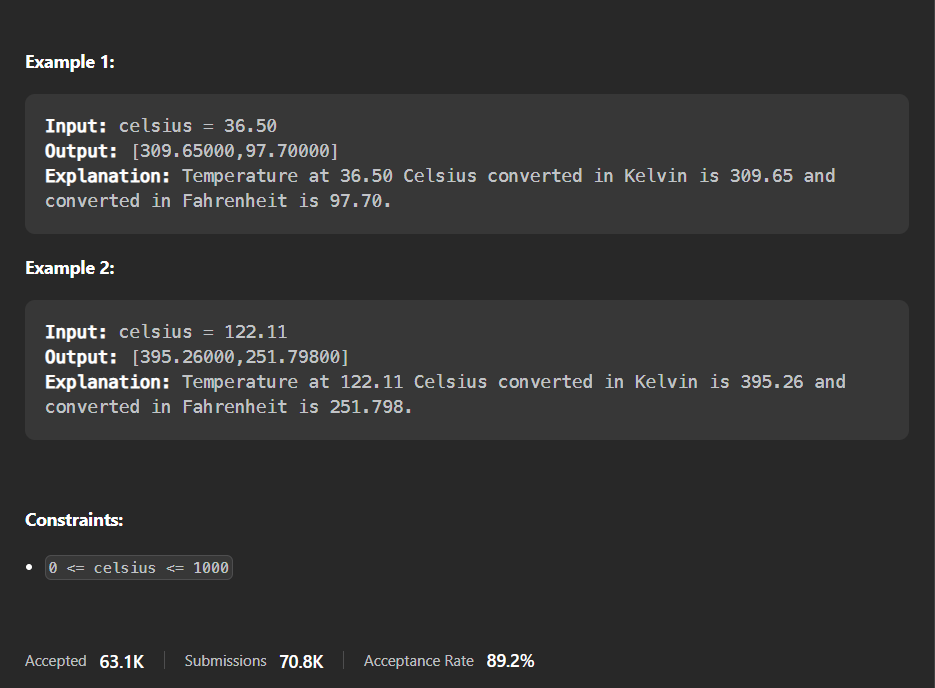 Example 1:
Input: celsius = 36.50
Output: [309.65000,97.70000]
Explanation: Temperature at 36.50 Celsius converted in Kelvin is 309.65 and
converted in Fahrenheit is 97.70.
Example 2:
Input: celsius = 122.11
Output: [395.26000,251.79800]
Explanation: Temperature at 122.11 Celsius converted in Kelvin is 395.26 and
converted in Fahrenheit is 251.798.
Constraints:
• 0 <= celsius <= 1000
Accepted 63.1K Submissions 70.8K Acceptance Rate 89.2%